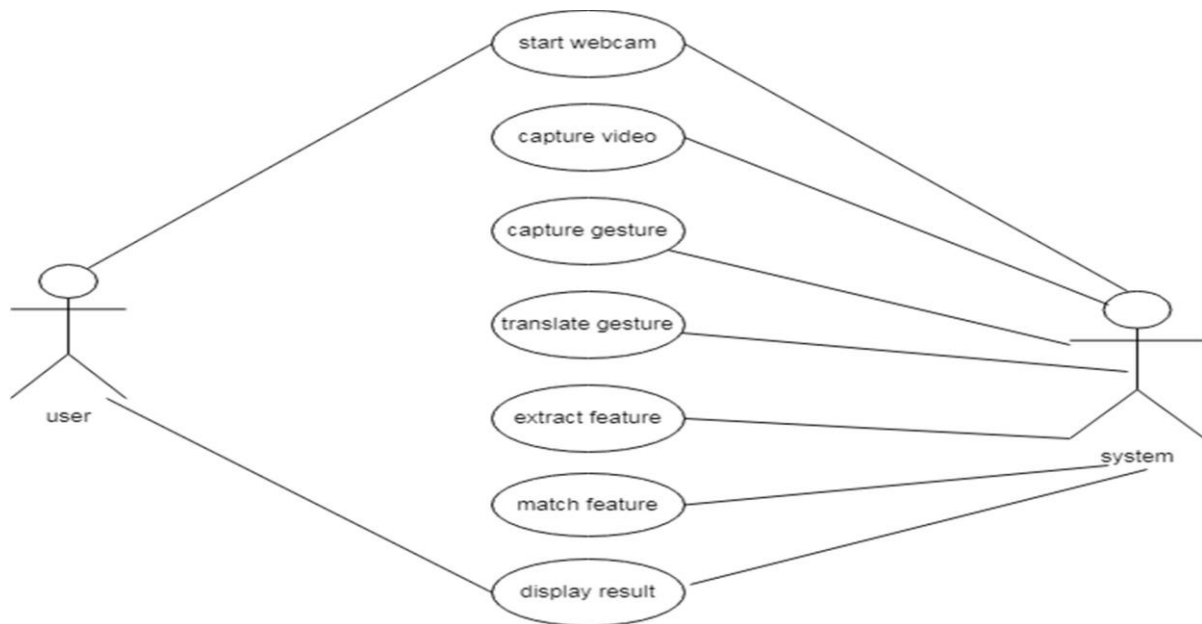 start webcam
capture video
capture gesture
translate gesture
extract feature
match feature
display result
user
system